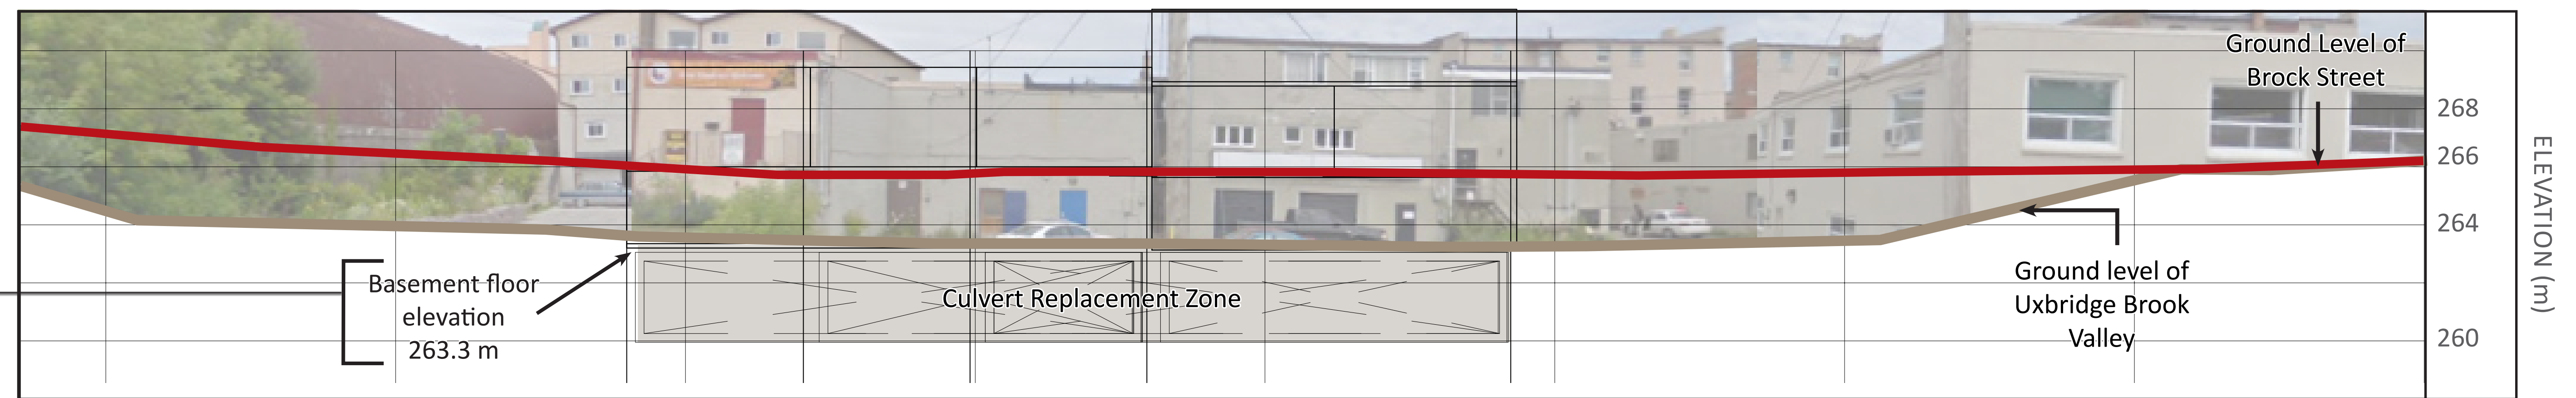 Ground Level of
Brock Street
268
266
264
260
ELEVATION (m)
Basement floor
elevation
263.3 m
Culvert Replacement Zone
Ground level of
Uxbridge Brook
Valley